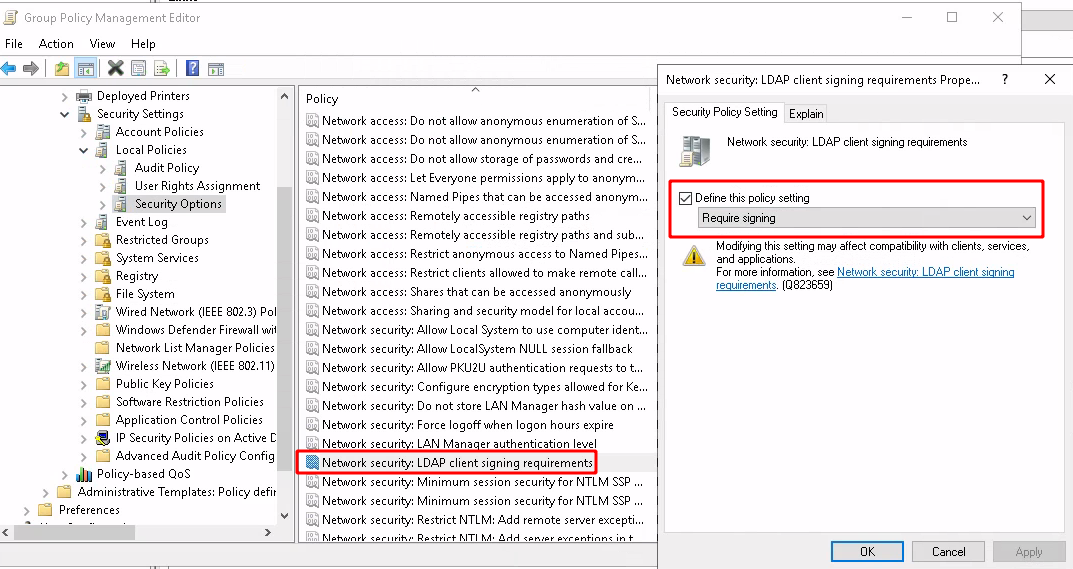 Group Policy Management Editor
File Action View Help
Deployed Printers
Security Settings
Account Policies
Local Policies
Audit Policy
User Rights Assignment
Security Options
Event Log
Restricted Groups
System Services
Registry
File System
Wired Network (IEEE 802.3) Pol
Windows Defender Firewall wit
Network List Manager Policies
Wireless Network (IEEE 802.11)
Public Key Policies
Software Restriction Policies
Application Control Policies
IP Security Policies on Active D
Advanced Audit Policy Config
Policy-based QoS
Administrative Templates: Policy defin
Preferences
Policy
Network access: Do not allow anonymous enumeration of S...
Network access: Do not allow anonymous enumeration of S...
Network access: Do not allow storage of passwords and cre...
Network access: Let Everyone permissions apply to anonym...
Network access: Named Pipes that can be accessed anonym...
Network access: Remotely accessible registry paths
Network access: Remotely accessible registry paths and sub...
Network access: Restrict anonymous access to Named Pipes...
Network access: Restrict clients allowed to make remote call...
Network access: Shares that can be accessed anonymously
Network access: Sharing and security model for local accou...
Network security: Allow Local System to use computer ident...
Network security: Allow LocalSystem NULL session fallback
Network security: Allow PKU2U authentication requests to t...
Network security: Configure encryption types allowed for Ke...
Network security: Do not store LAN Manager hash value on ...
Network security: Force logoff when logon hours expire
Network security: LAN Manager authentication level
Network security: LDAP client signing requirements
Network security: Minimum session security for NTLM SSP ...
Network security: Minimum session security for NTLM SSP ...
Network security: Restrict NTLM: Add remote server excepti...
Network security: Restrict NTLM: Add server exceptions in t...
Network security: LDAP client signing requirements Prope... ?
Security Policy Setting Explain
Network security: LDAP client signing requirements
Define this policy setting
Require signing
Modifying this setting may affect compatibility with clients, services,
and applications.
For more information, see Network security: LDAP client signing
requirements. (Q823659)
OK Cancel Apply